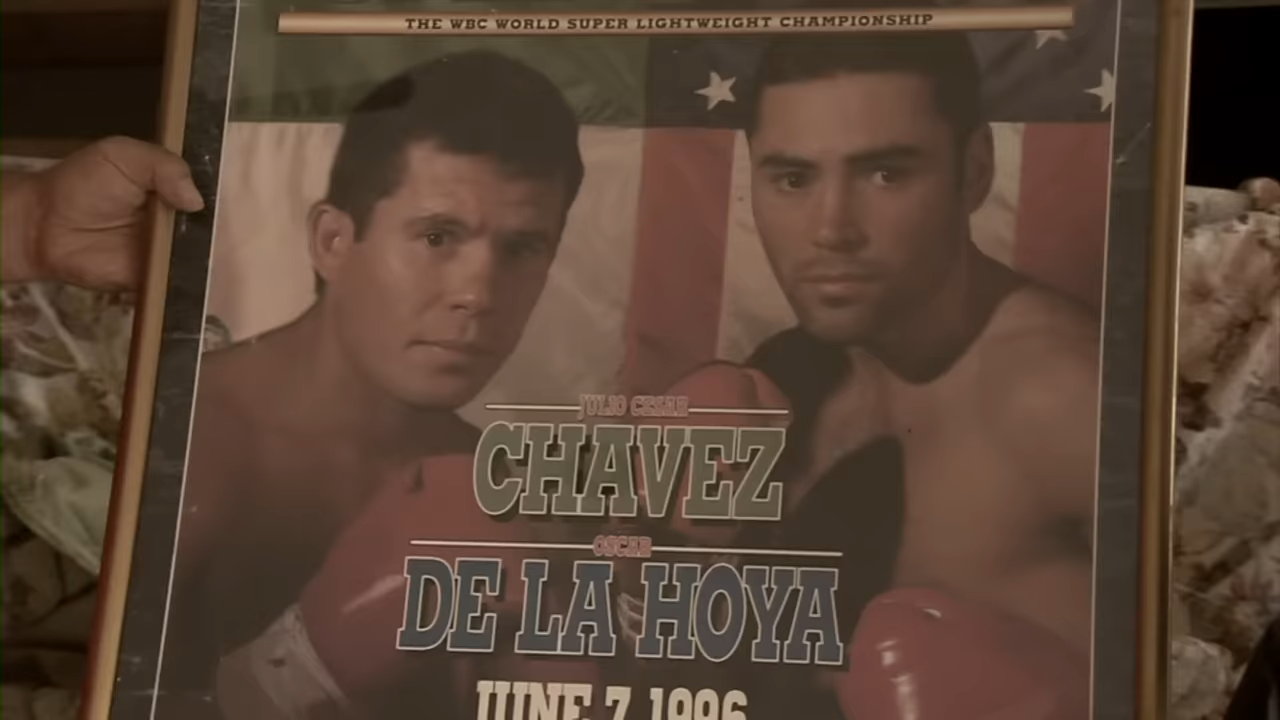 THE WBC WORLD SUPER LIGHTWEIGHT CHAMPIONSHIP
JULIO CESAR
CHAVEZ
OSCAR
DE LA HOYA
JUNE 7, 1996